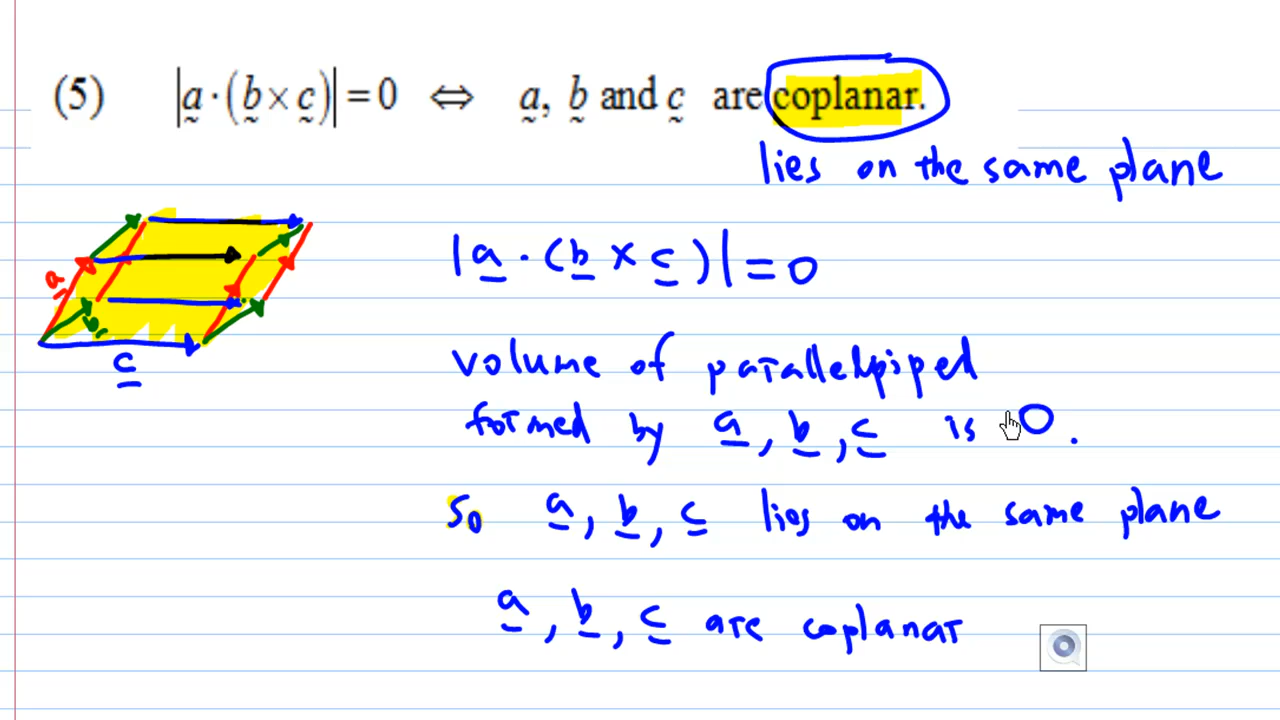 (5) |a · (b × c)| = 0 ⇔ a, b and c are coplanar.
lies on the same plane
|a · (b × c)| = 0
a
b
c
volume of parallelpiped
formed by a, b, c is 0.
So a, b, c lies on the same plane
a, b, c are coplanar